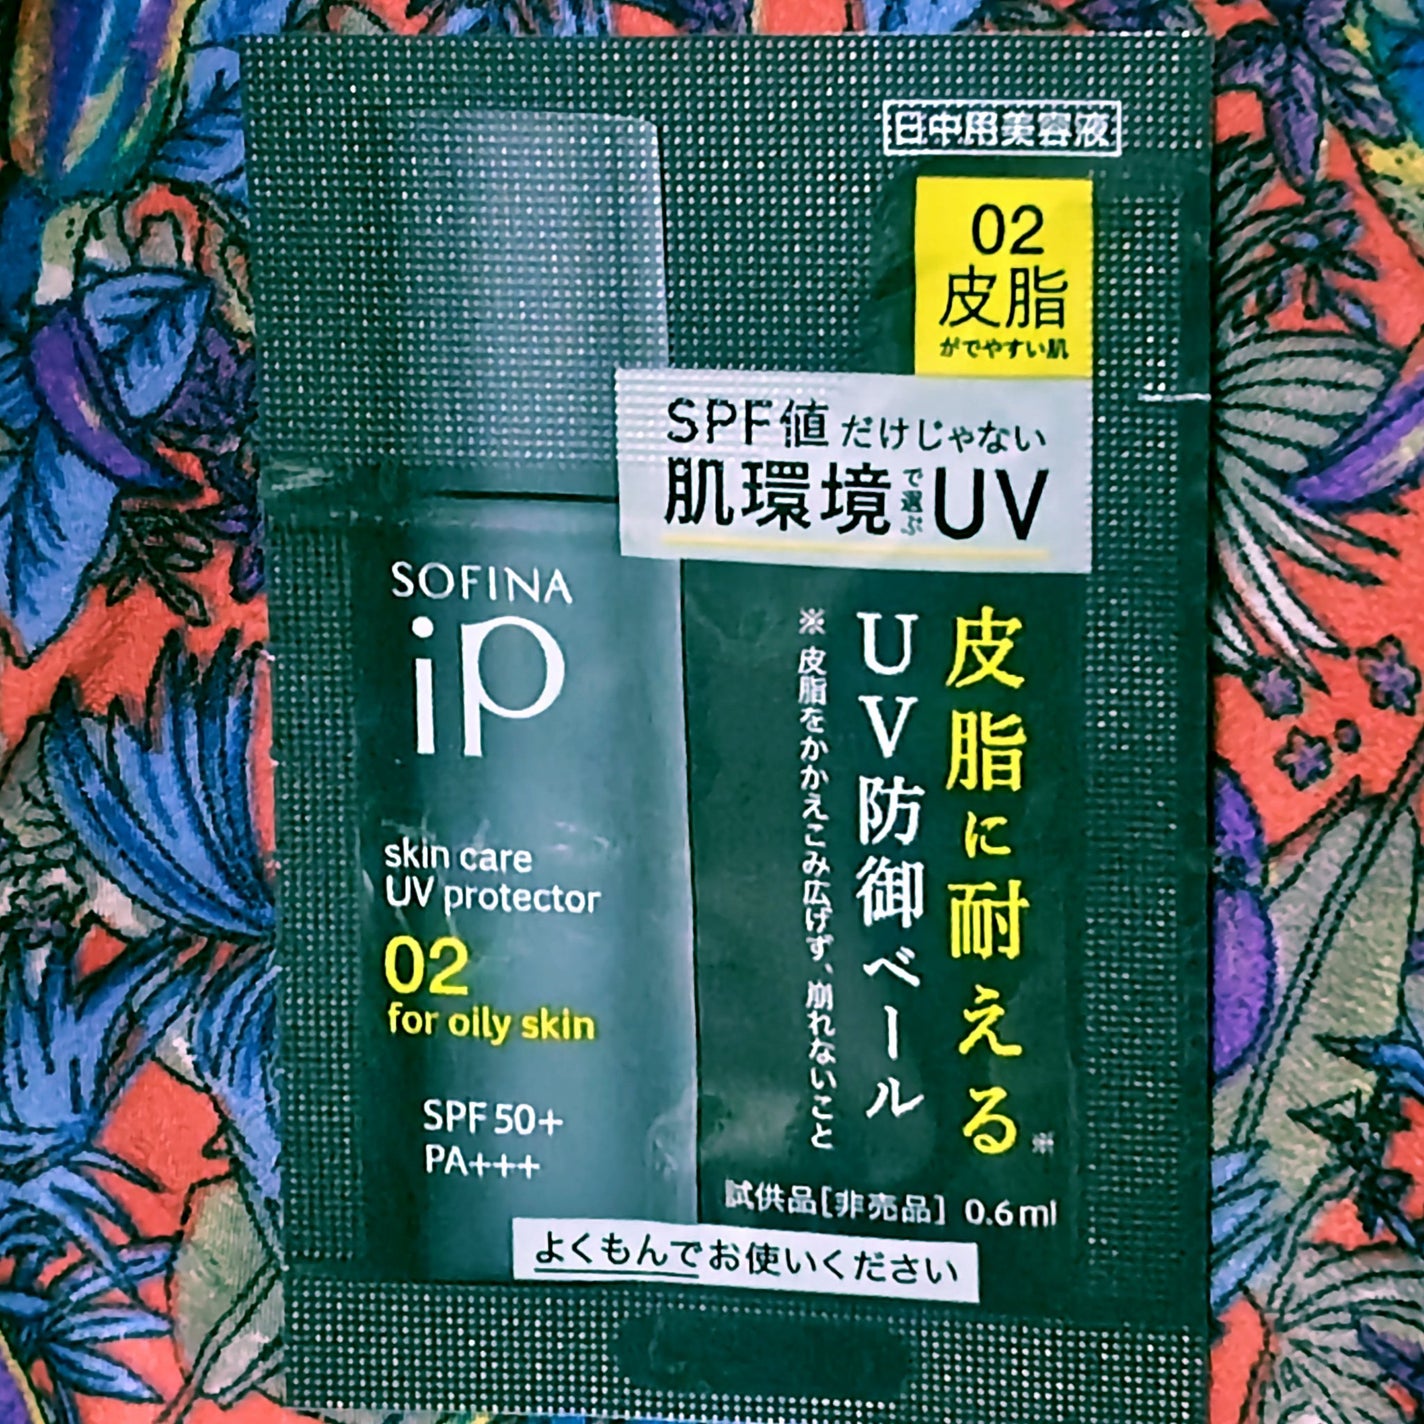 日中用美容液
02
皮脂
がでやすい肌
SPF値だけじゃない
肌環境で選ぶUV
SOFINA
iP
skin care
UV protector
02
for oily skin
SPF 50+
PA+++
皮脂に耐える※
UV防御ベール
※皮脂をかかえこみ広げず、崩れないこと
試供品[非売品] 0.6ml
よくもんでお使いください